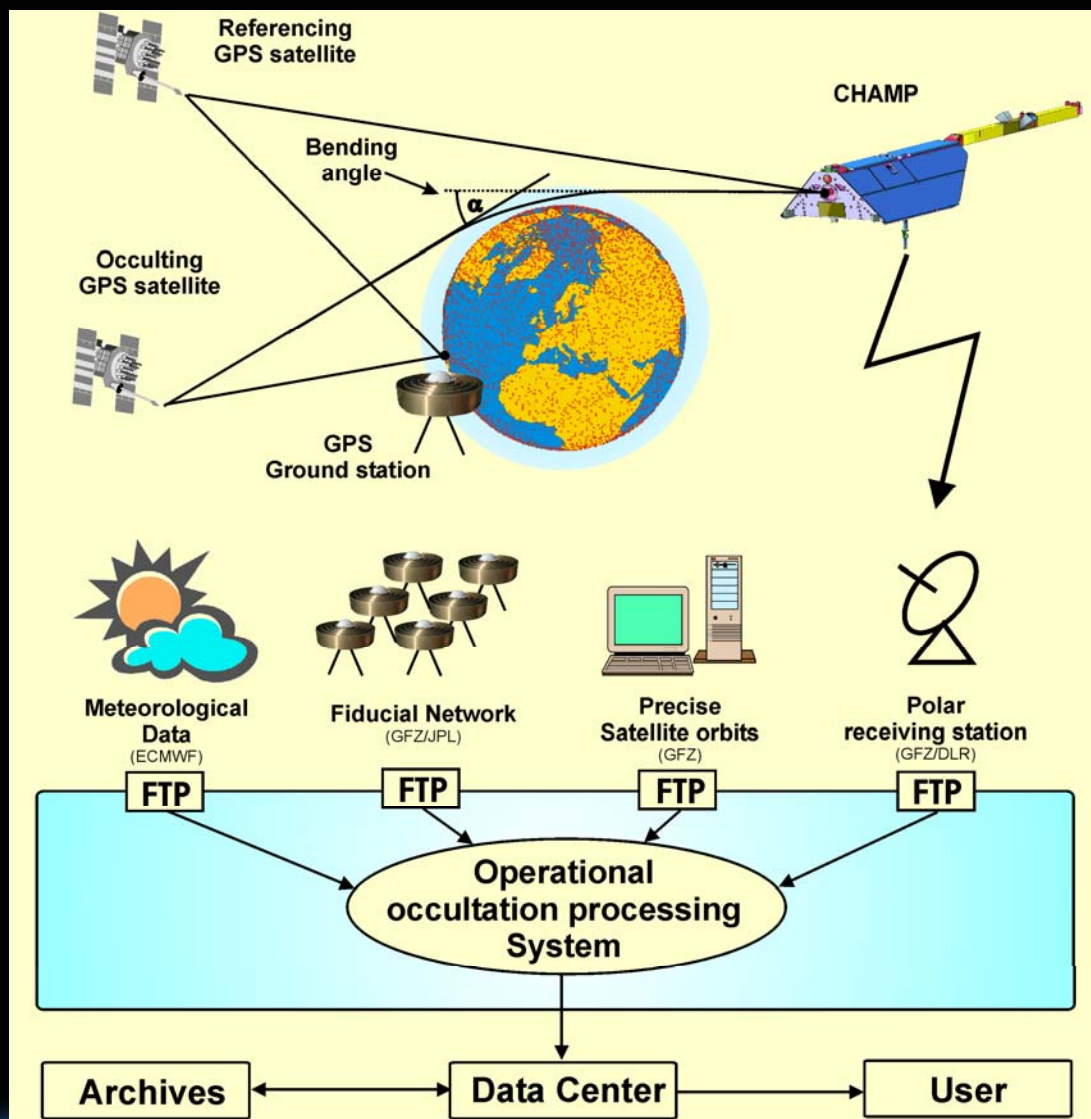 Referencing
GPS satellite
CHAMP
Bending
angle
α
Occulting
GPS satellite
GPS
Ground station
Meteorological
Data
(ECMWF)
Fiducial Network
(GFZ/JPL)
Precise
Satellite orbits
(GFZ)
Polar
receiving station
(GFZ/DLR)
FTP
FTP
FTP
FTP
Operational
occultation processing
System
Archives
Data Center
User